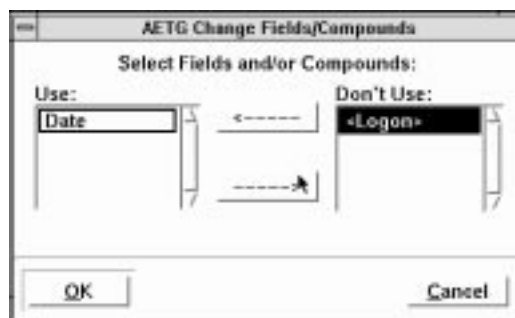 AETG Change Fields/Compounds
Select Fields and/or Compounds:
Use:
Don't Use:
Date
<-----
<Logon>
----->
OK
Cancel